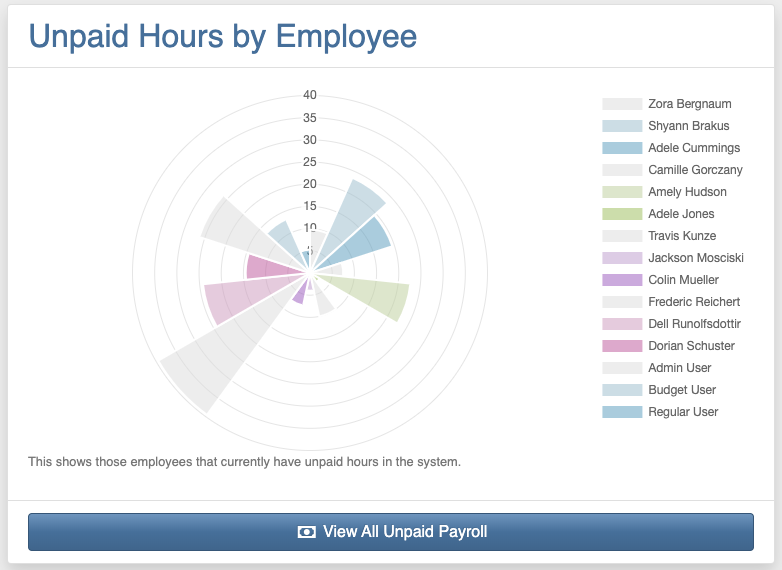 Unpaid Hours by Employee
40
35
30
25
20
15
10
5
Zora Bergnaum
Shyann Brakus
Adele Cummings
Camille Gorczany
Amely Hudson
Adele Jones
Travis Kunze
Jackson Mosciski
Colin Mueller
Frederic Reichert
Dell Runolfsdottir
Dorian Schuster
Admin User
Budget User
Regular User
This shows those employees that currently have unpaid hours in the system.
View All Unpaid Payroll